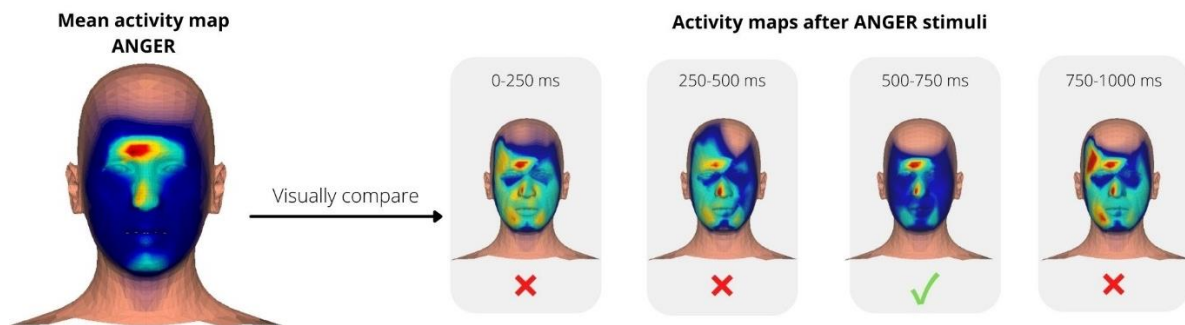 Mean activity map
ANGER
Visually compare
Activity maps after ANGER stimuli
0-250 ms
250-500 ms
500-750 ms
750-1000 ms